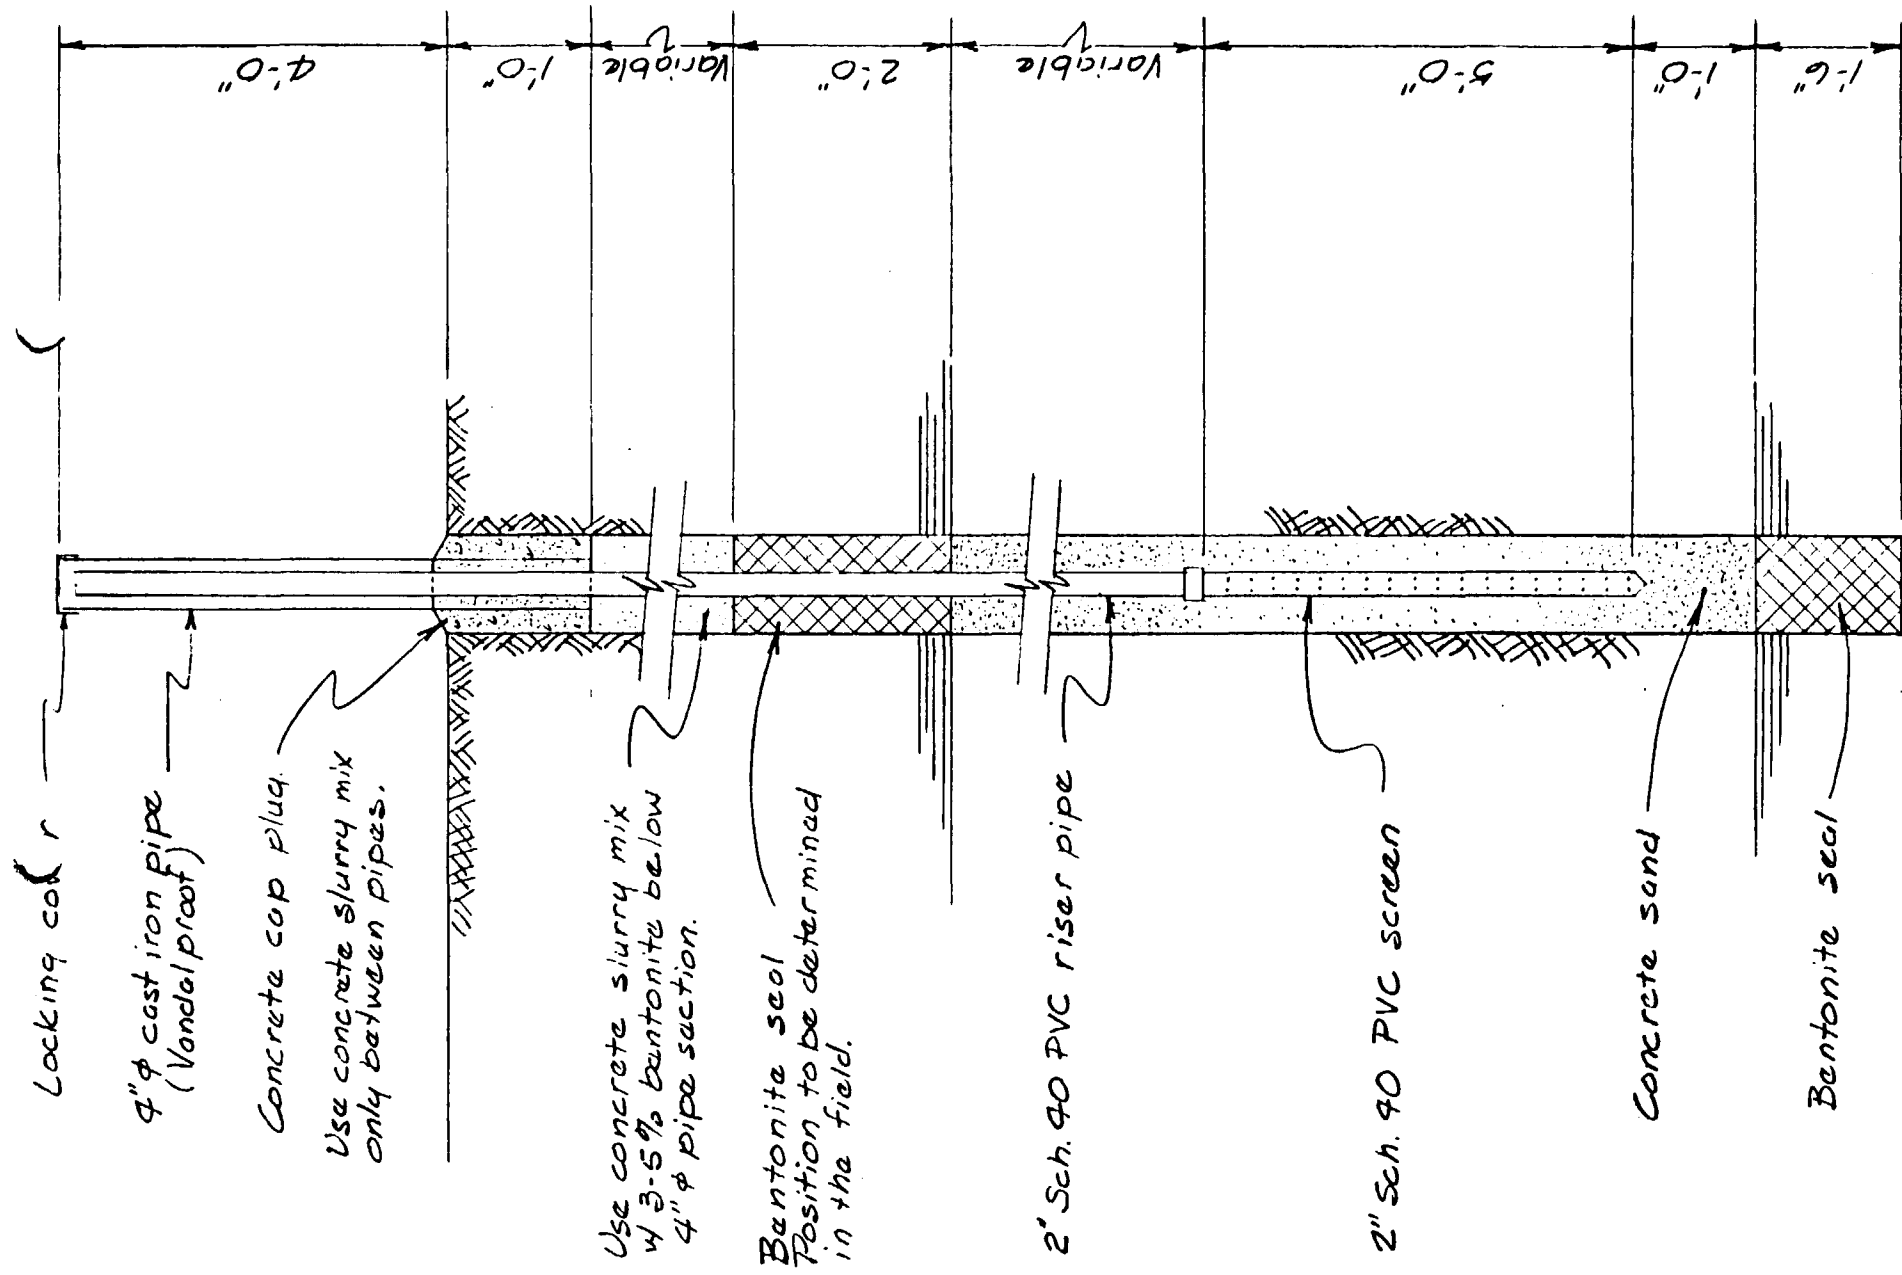 Locking
4"φ cast iron pipe
(Vandalproof)
Concrete cap plug.
Use concrete slurry mix
only between pipes.
Use concrete slurry mix
w/ 3-5% bentonite below
4"φ pipe section.
Bentonite seal
Position to be determined
in the field.
2" Sch. 40 PVC riser pipe
2" Sch. 40 PVC screen
Concrete sand
Bentonite seal
4'-0"
1'-0"
Variable
2'-0"
Variable
5'-0"
1'-0"
1'-6"